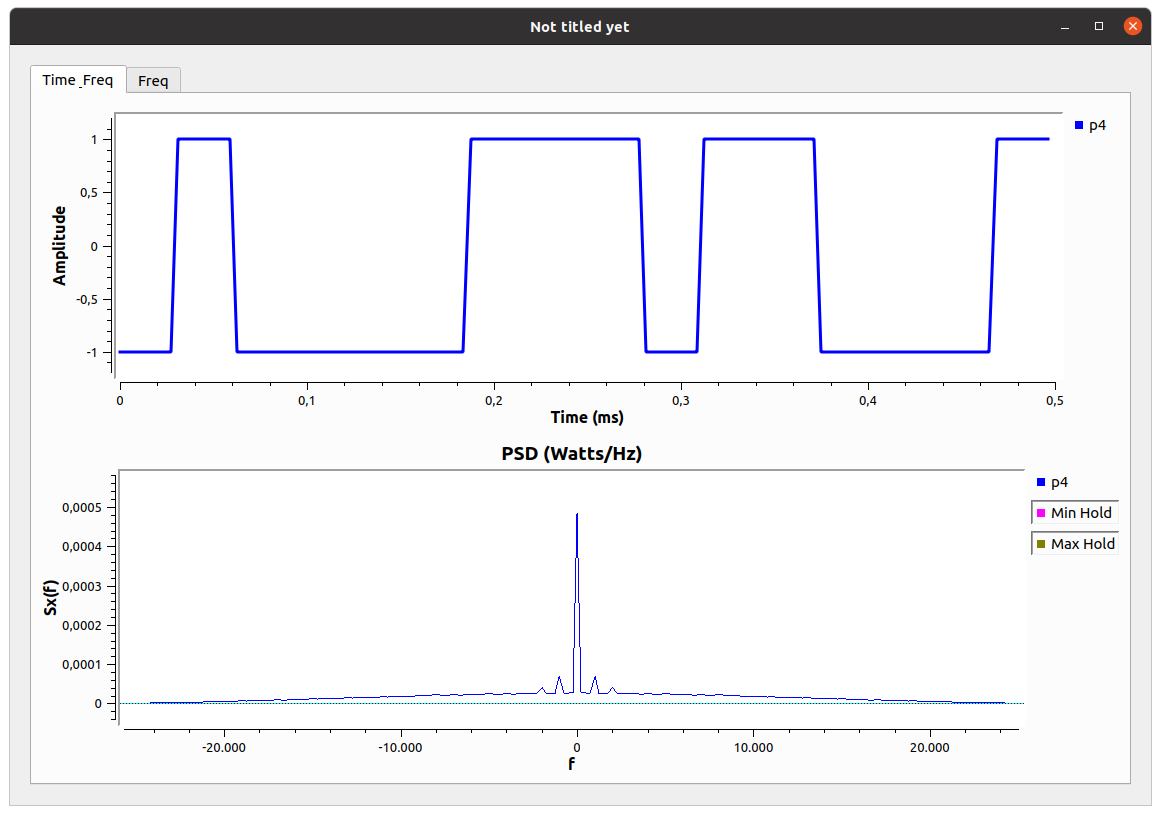 Not titled yet
Time_Freq
Freq
p4
1
0,5
0
-0,5
-1
Amplitude
0 0,1 0,2 0,3 0,4 0,5
Time (ms)
PSD (Watts/Hz)
p4
Min Hold
Max Hold
0,0005
0,0004
0,0003
0,0002
0,0001
0
Sx(f)
-20.000 -10.000 0 10.000 20.000
f